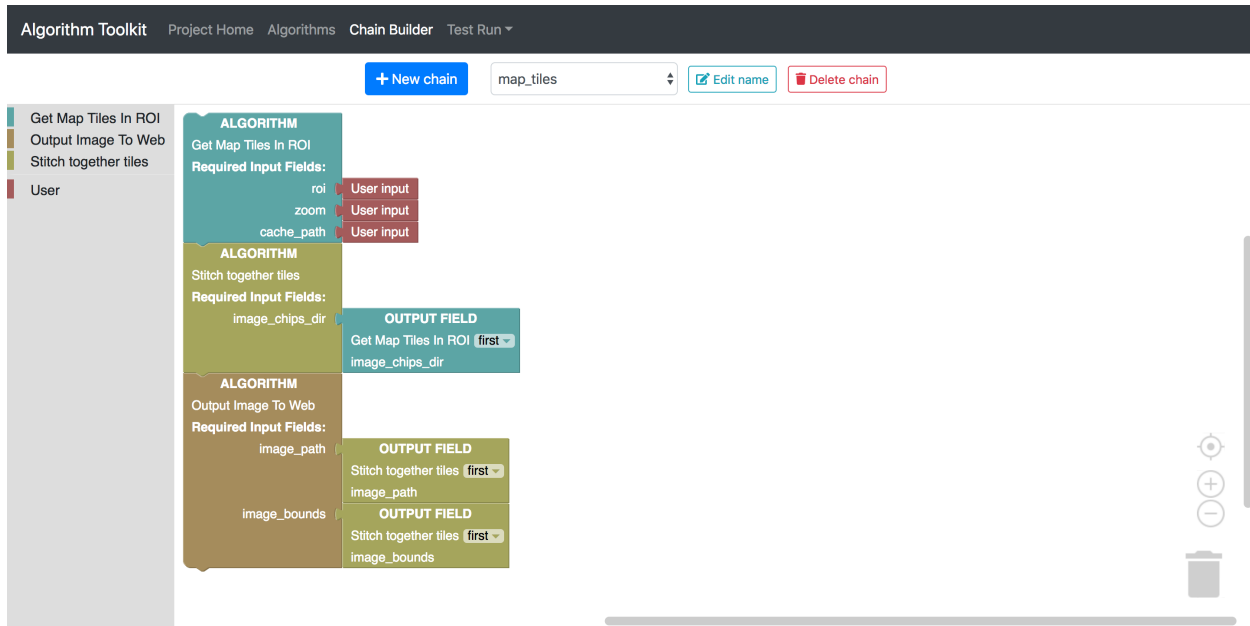 Algorithm Toolkit Project Home Algorithms Chain Builder Test Run
New chain map_tiles Edit name Delete chain
Get Map Tiles In ROI
Output Image To Web
Stitch together tiles
User
ALGORITHM
Get Map Tiles In ROI
Required Input Fields:
roi User input
zoom User input
cache_path User input
ALGORITHM
Stitch together tiles
Required Input Fields:
image_chips_dir OUTPUT FIELD
Get Map Tiles In ROI first
image_chips_dir
ALGORITHM
Output Image To Web
Required Input Fields:
image_path OUTPUT FIELD
Stitch together tiles first
image_path
image_bounds OUTPUT FIELD
Stitch together tiles first
image_bounds